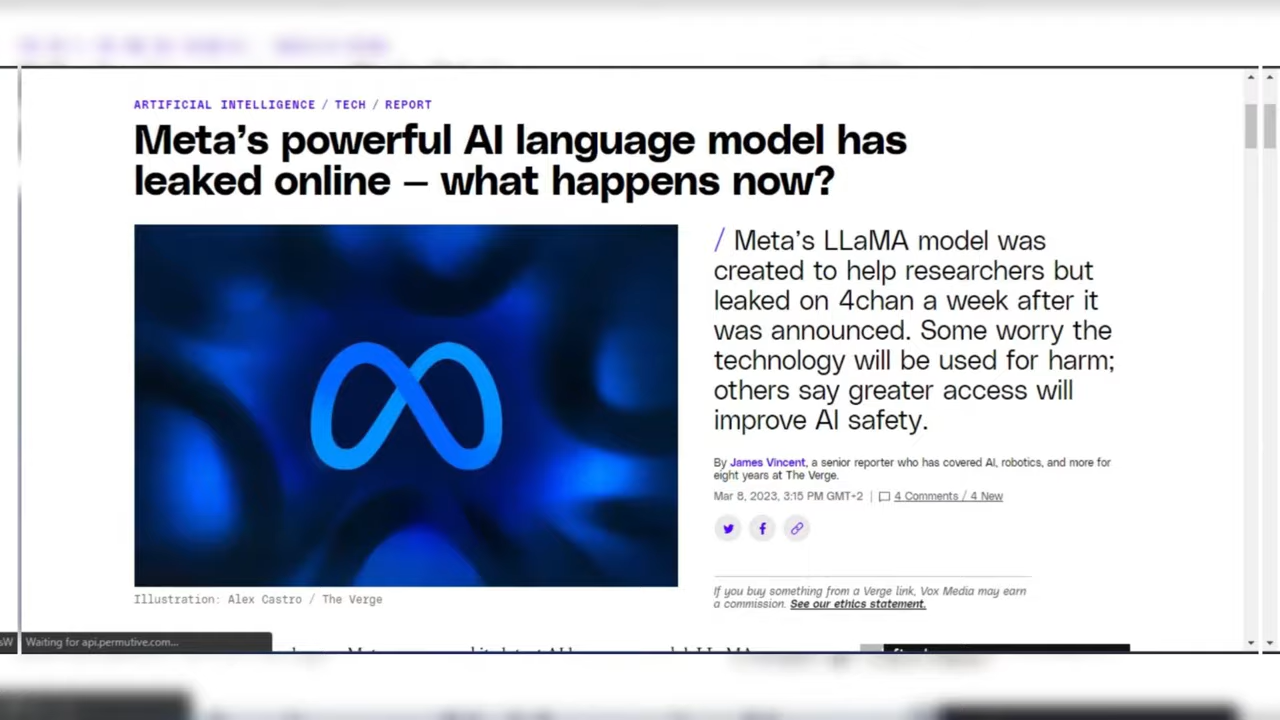 ARTIFICIAL INTELLIGENCE / TECH / REPORT
Meta’s powerful AI language model has
leaked online – what happens now?
/ Meta’s LLaMA model was
created to help researchers but
leaked on 4chan a week after it
was announced. Some worry the
technology will be used for harm;
others say greater access will
improve AI safety.
By James Vincent, a senior reporter who has covered AI, robotics, and more for
eight years at The Verge.
Mar 8, 2023, 3:15 PM GMT+2 | 4 Comments / 4 New
If you buy something from a Verge link, Vox Media may earn
a commission. See our ethics statement.
Illustration: Alex Castro / The Verge
Waiting for api.permutive.com...